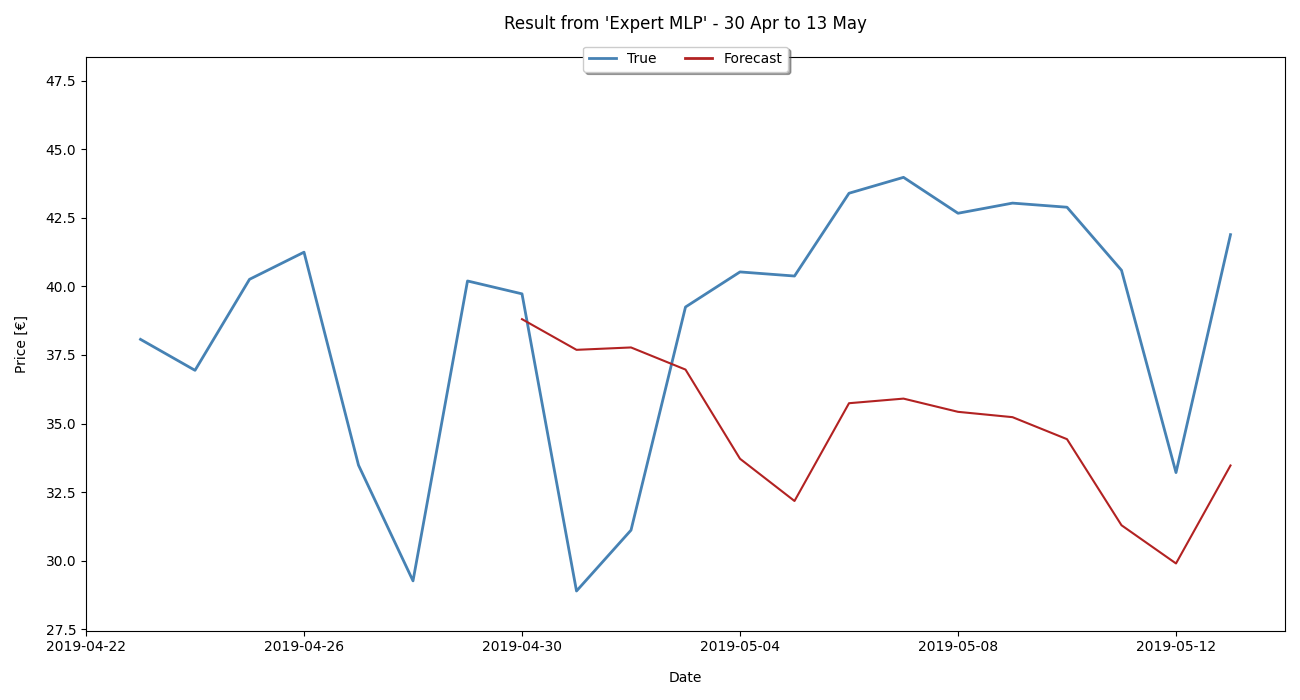 Result from 'Expert MLP' - 30 Apr to 13 May
True Forecast
47.5
45.0
42.5
40.0
37.5
35.0
32.5
30.0
27.5
Price [€]
2019-04-22 2019-04-26 2019-04-30 2019-05-04 2019-05-08 2019-05-12
Date